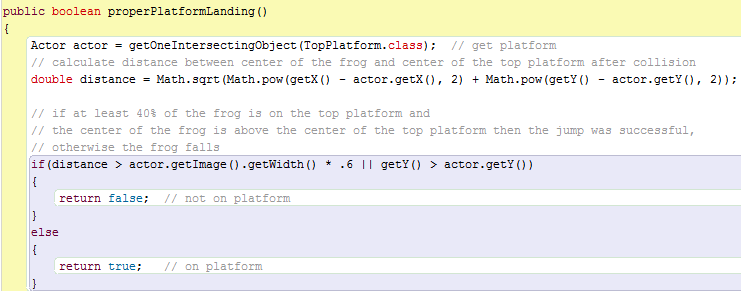 public boolean properPlatformLanding()
{
Actor actor = getOneIntersectingObject(TopPlatform.class);  // get platform
// calculate distance between center of the frog and center of the top platform after collision
double distance = Math.sqrt(Math.pow(getX() - actor.getX(), 2) + Math.pow(getY() - actor.getY(), 2));
// if at least 40% of the frog is on the top platform and
// the center of the frog is above the center of the top platform then the jump was successful,
// otherwise the frog falls
if(distance > actor.getImage().getWidth() * .6 || getY() > actor.getY())
{
return false;  // not on platform
}
else
{
return true;   // on platform
}